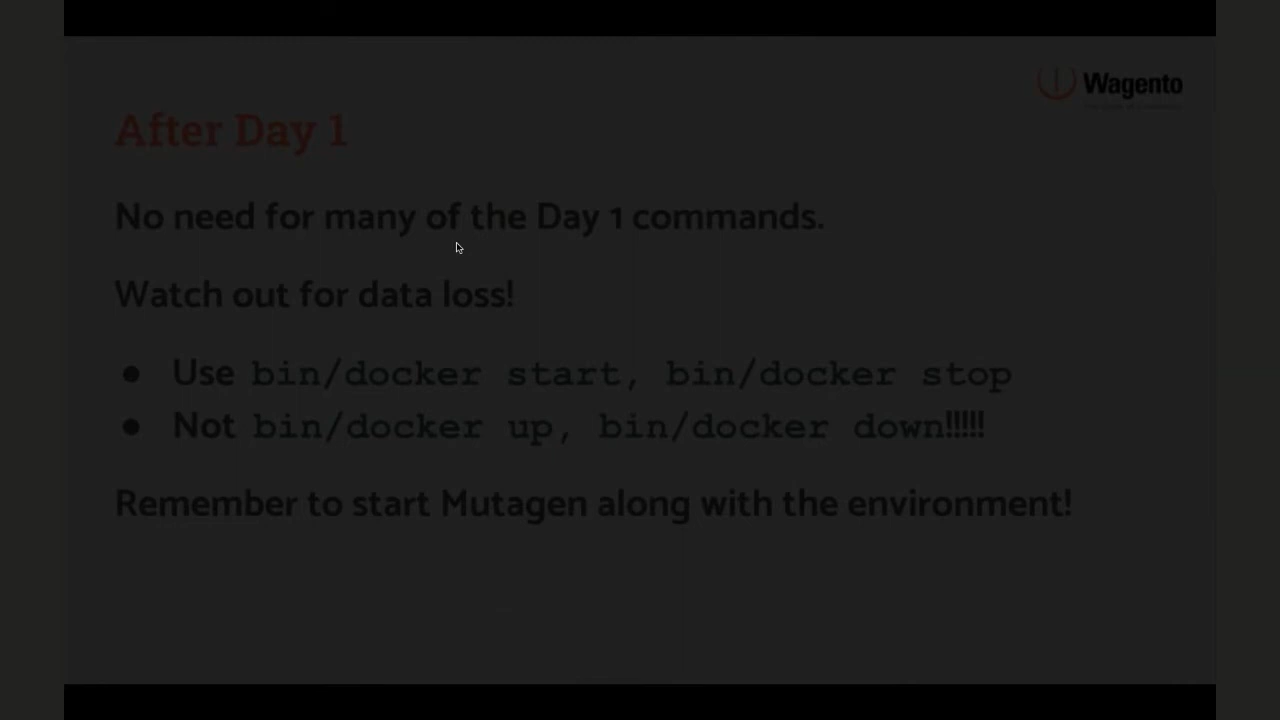 Wagento
After Day 1
No need for many of the Day 1 commands.
Watch out for data loss!
● Use bin/docker start, bin/docker stop
● Not bin/docker up, bin/docker down!!!!!
Remember to start Mutagen along with the environment!